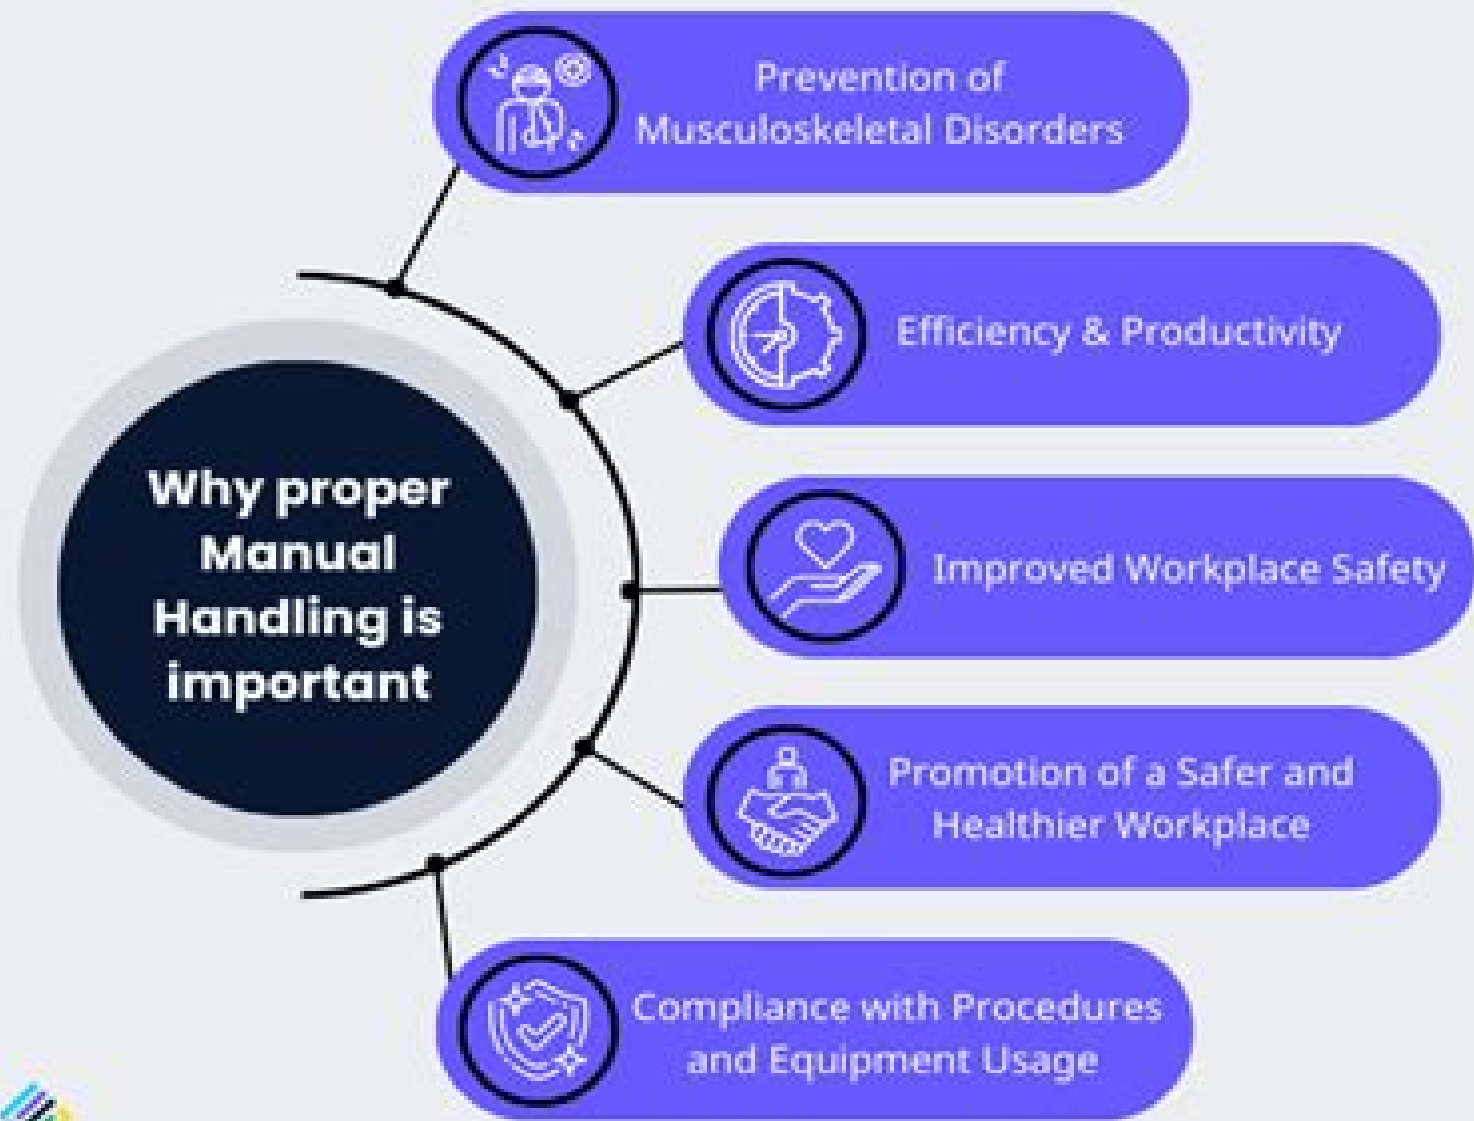 Why proper
Manual
Handling is
important
Prevention of
Musculoskeletal Disorders
Efficiency & Productivity
Improved Workplace Safety
Promotion of a Safer and
Healthier Workplace
Compliance with Procedures
and Equipment Usage